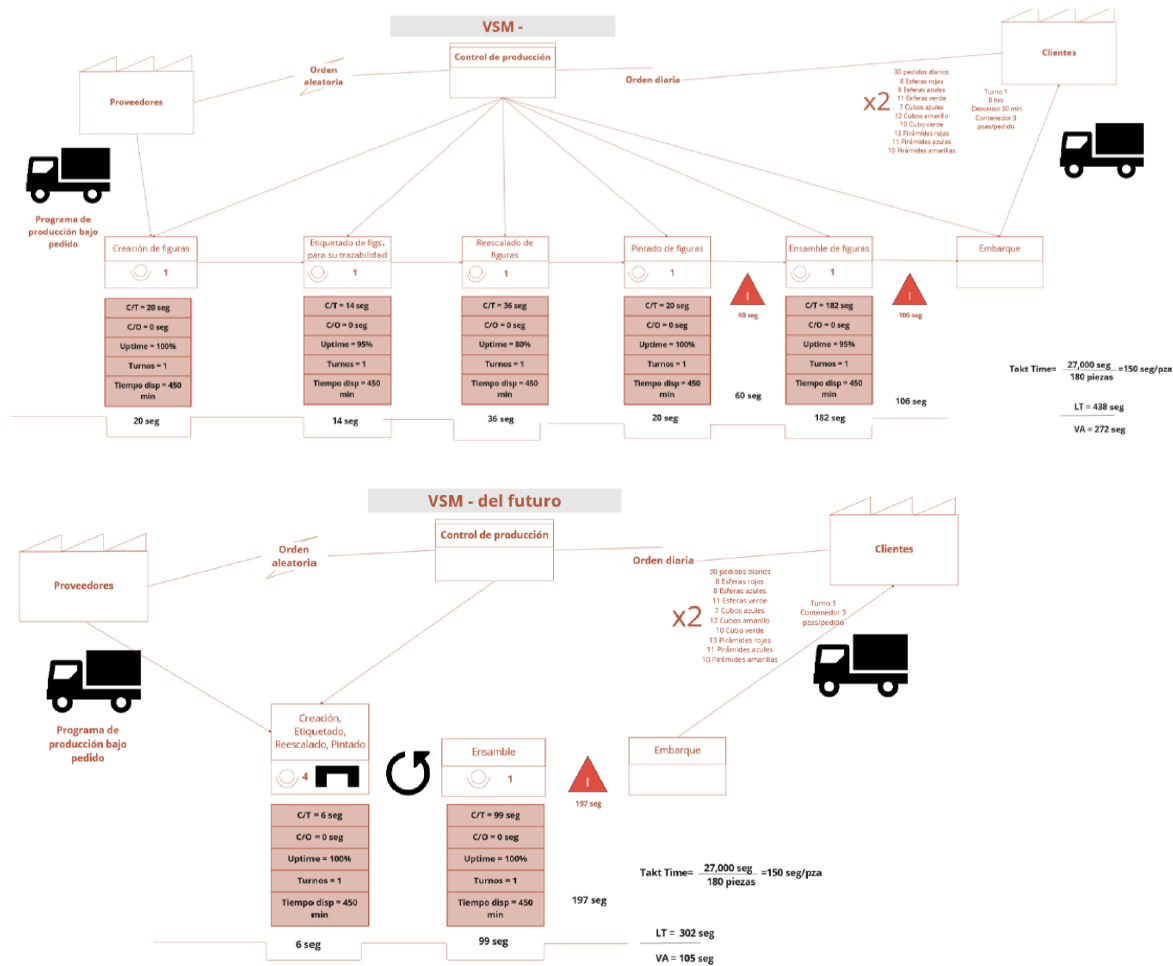 VSM -
Control de producción
Orden
aleatoria
Orden diaria
Proveedores
Clientes
x2
30 pedidos diarios
8 Esferas rojas
8 Esferas azules
11 Esferas verde
7 Cubos azules
12 Cubos amarillo
10 Cubo verde
13 Pirámides rojas
11 Pirámides azules
10 Pirámides amarillas
Turno 1
8 hrs
Descanso 30 min
Contenedor 3
pzas/pedido
Programa de
producción bajo
pedido
Creación de figuras
1
C/T = 20 seg
C/O = 0 seg
Uptime = 100%
Turnos = 1
Tiempo disp = 450
min
20 seg
Etiquetado de figs.
para su trazabilidad
1
C/T = 14 seg
C/O = 0 seg
Uptime = 95%
Turnos = 1
Tiempo disp = 450
min
14 seg
Reescalado de
figuras
1
C/T = 36 seg
C/O = 0 seg
Uptime = 80%
Turnos = 1
Tiempo disp = 450
min
36 seg
Pintado de figuras
1
C/T = 20 seg
C/O = 0 seg
Uptime = 100%
Turnos = 1
Tiempo disp = 450
min
20 seg
I
60 seg
60 seg
Ensamble de figuras
1
C/T = 182 seg
C/O = 0 seg
Uptime = 95%
Turnos = 1
Tiempo disp = 450
min
182 seg
I
106 seg
106 seg
Embarque
Takt Time= 27,000 seg =150 seg/pza
180 piezas
LT = 438 seg
VA = 272 seg
VSM - del futuro
Control de producción
Orden
aleatoria
Orden diaria
Proveedores
Clientes
x2
30 pedidos diarios
8 Esferas rojas
8 Esferas azules
11 Esferas verde
7 Cubos azules
12 Cubos amarillo
10 Cubo verde
13 Pirámides rojas
11 Pirámides azules
10 Pirámides amarillas
Turno 1
Contenedor 3
pzas/pedido
Programa de
producción bajo
pedido
Creación,
Etiquetado,
Reescalado, Pintado
4
C/T = 6 seg
C/O = 0 seg
Uptime = 100%
Turnos = 1
Tiempo disp = 450
min
6 seg
Ensamble
1
C/T = 99 seg
C/O = 0 seg
Uptime = 100%
Turnos = 1
Tiempo disp = 450
min
99 seg
I
197 seg
197 seg
Embarque
Takt Time= 27,000 seg =150 seg/pza
180 piezas
LT = 302 seg
VA = 105 seg